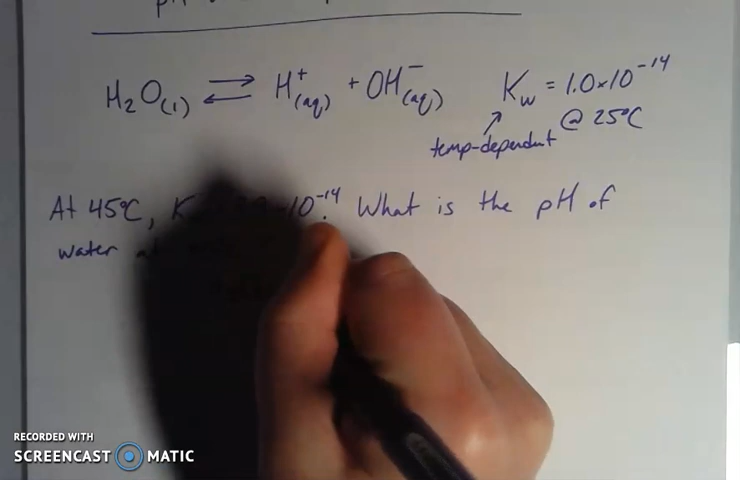 H₂O(l) ⇌ H⁺(aq) + OH⁻(aq) Kw = 1.0×10⁻¹⁴
@ 25°C
temp-dependent
At 45°C, K 10⁻¹⁴. What is the pH of
water
RECORDED WITH
SCREENCAST MATIC